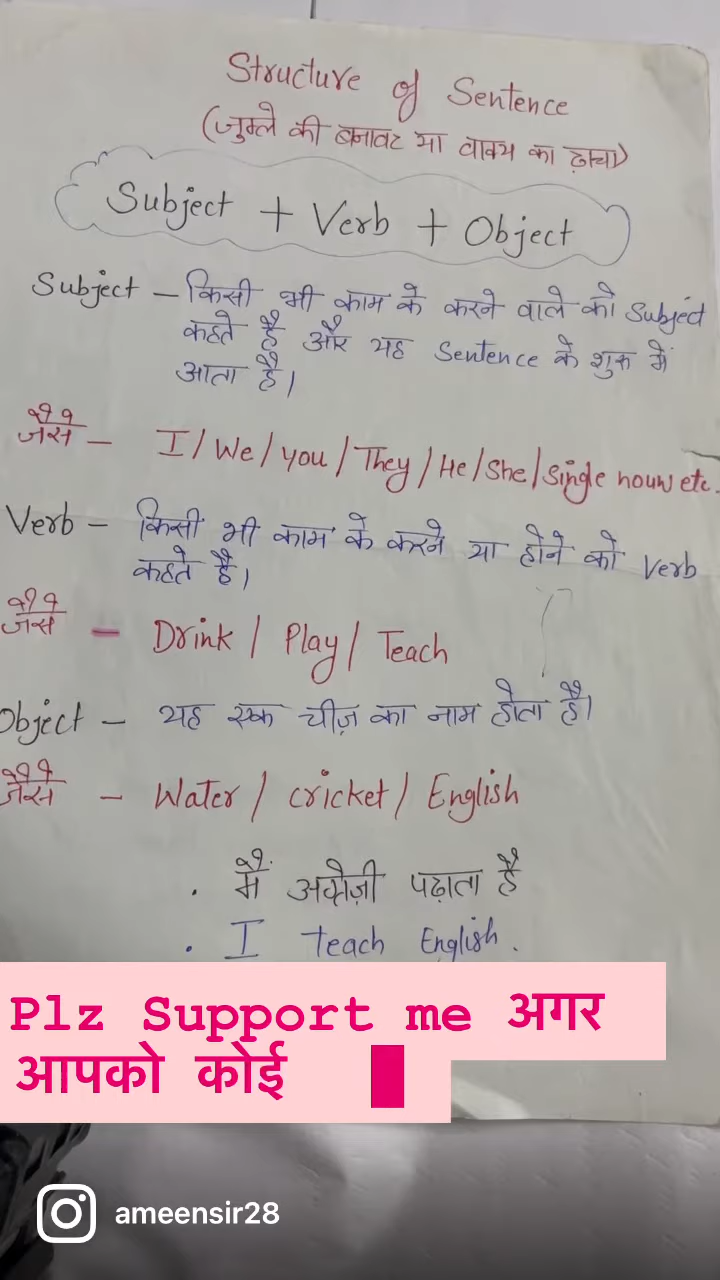 Structure of Sentence
(जुम्ले की बनावट या वाक्य का ढ़ाचा)
Subject + Verb + Object
Subject – किसी भी काम के करने वाले को Subject
कहते है और यह Sentence के शुरू में
आता है।
जैसे – I/We/you/They/He/She/Single noun etc.
Verb – किसी भी काम के करने या होने को Verb
कहते है।
जैसे – Drink / Play / Teach
Object – यह एक चीज़ का नाम होता है।
जैसे – Water / cricket / English
. मैं अंग्रेज़ी पढ़ाता है
. I teach English.
Plz Support me अगर
आपको कोई
ameensir28